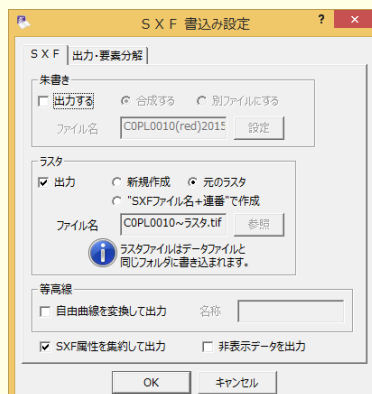 ＳＸＦ 書込み設定
?
×
ＳＸＦ 出力・要素分解
朱書き
出力する 合成する 別ファイルにする
ファイル名 C0PL0010(red)2015 設定
ラスタ
出力 新規作成 元のラスタ
"SXFファイル名+連番"で作成
ファイル名 C0PL0010~ラスタ.tif 参照
ラスタファイルはデータファイルと
同じフォルダに書き込まれます。
等高線
自由曲線を変換して出力 名称
SXF属性を集約して出力 非表示データを出力
OK キャンセル